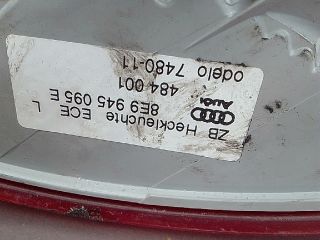 Audi
ZB Heckleuchte ECE L
8E9 945 095 E
484 001
odelo 7480-11